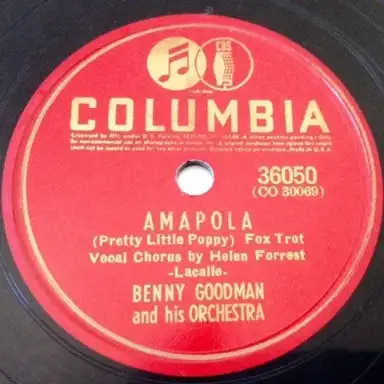 CBS
COLUMBIA
36050
(CO 30069)
AMAPOLA
(Pretty Little Poppy) Fox Trot
Vocal Chorus by Helen Forrest
-Lacalle-
BENNY GOODMAN
and his ORCHESTRA